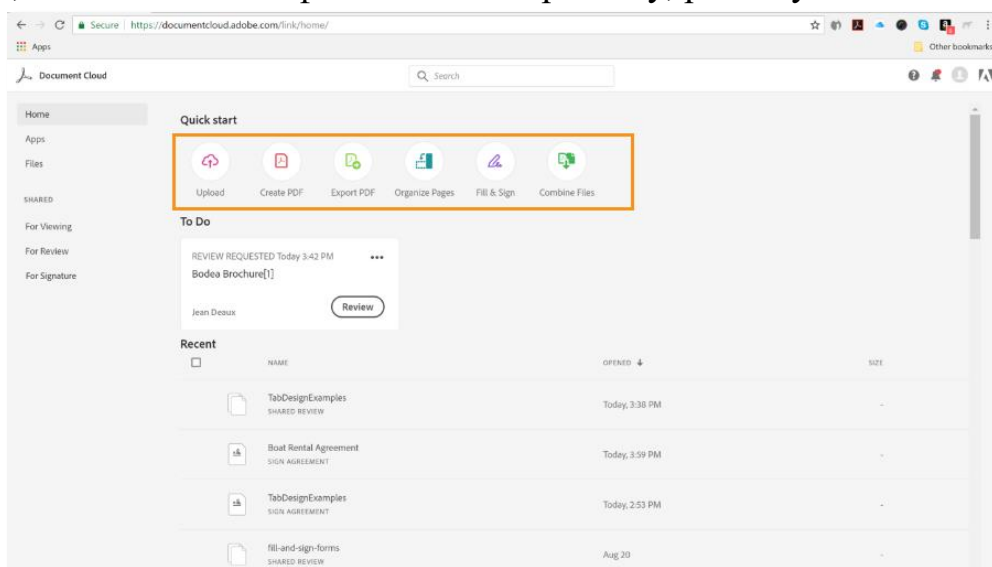 Secure https://documentcloud.adobe.com/link/home/
Apps Other bookmarks
Document Cloud Search
Home
Apps
Files
SHARED
For Viewing
For Review
For Signature
Quick start
Upload Create PDF Export PDF Organize Pages Fill & Sign Combine Files
To Do
REVIEW REQUESTED Today 3:42 PM
Bodea Brochure[1]
Jean Deaux Review
Recent
NAME OPENED SIZE
TabDesignExamples
SHARED REVIEW Today, 3:38 PM -
Boat Rental Agreement
SIGN AGREEMENT Today, 3:59 PM -
TabDesignExamples
SIGN AGREEMENT Today, 2:53 PM -
fill-and-sign-forms
SHARED REVIEW Aug 20 -